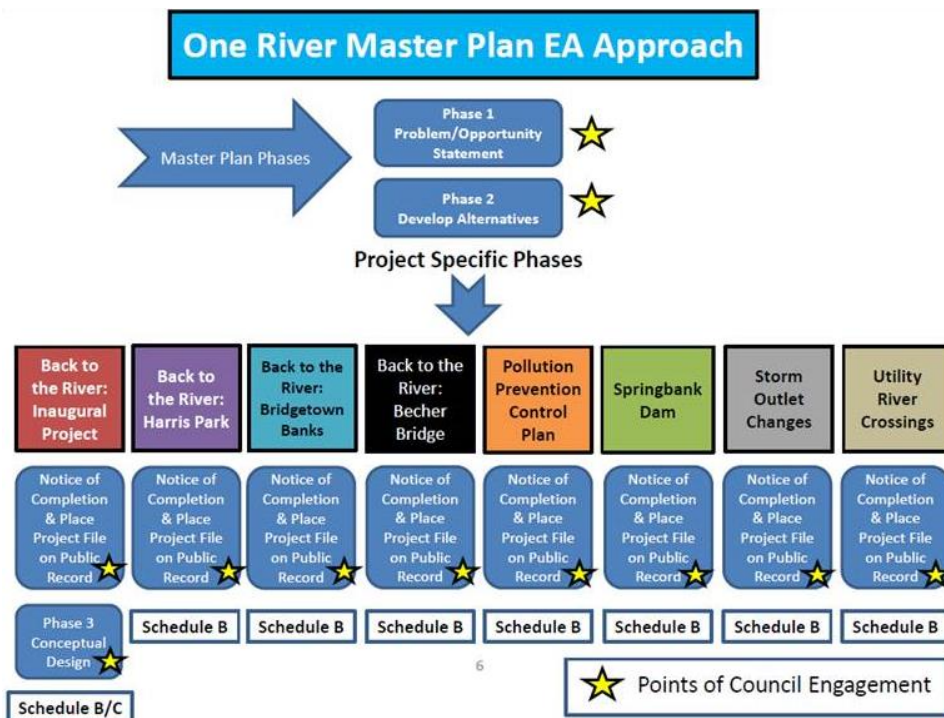 One River Master Plan EA Approach
Master Plan Phases
Phase 1
Problem/Opportunity
Statement
Phase 2
Develop Alternatives
Project Specific Phases
Back to
the River:
Inaugural
Project
Back to
the River:
Harris Park
Back to the
River:
Bridgetown
Banks
Back to
the River:
Becher
Bridge
Pollution
Prevention
Control
Plan
Springbank
Dam
Storm
Outlet
Changes
Utility
River
Crossings
Notice of
Completion
& Place
Project File
on Public
Record
Notice of
Completion
& Place
Project File
on Public
Record
Notice of
Completion
& Place
Project File
on Public
Record
Notice of
Completion
& Place
Project File
on Public
Record
Notice of
Completion
& Place
Project File
on Public
Record
Notice of
Completion
& Place
Project File
on Public
Record
Notice of
Completion
& Place
Project File
on Public
Record
Notice of
Completion
& Place
Project File
on Public
Record
Phase 3
Conceptual
Design
Schedule B
Schedule B
Schedule B
Schedule B
Schedule B
Schedule B
Schedule B
Schedule B/C
6
Points of Council Engagement